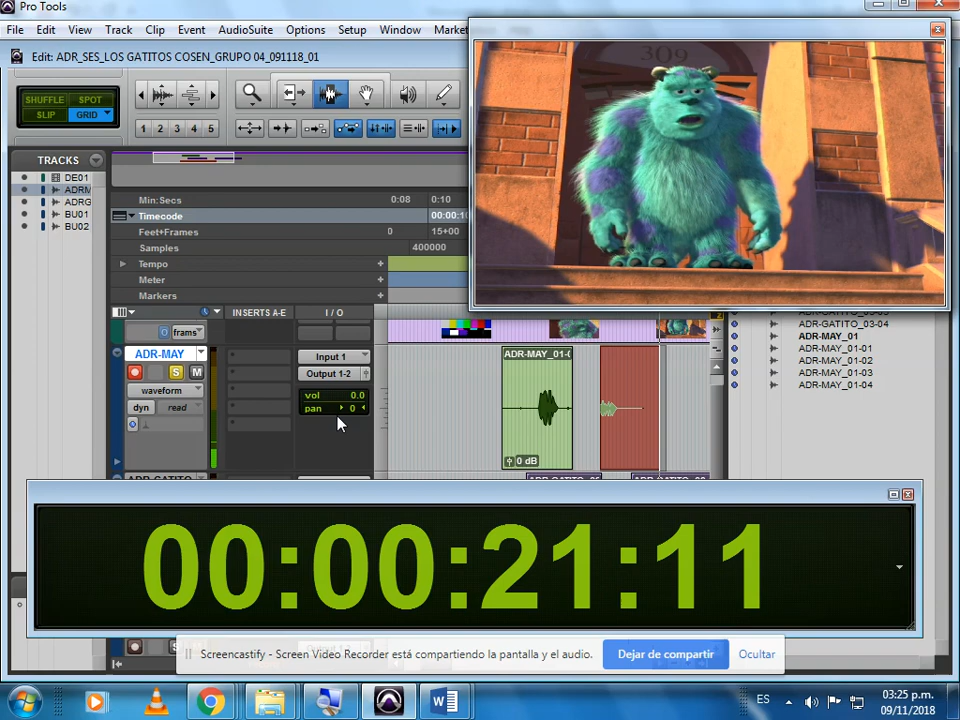 Pro Tools
File Edit View Track Clip Event AudioSuite Options Setup Window Market
Edit: ADR_SES_LOS GATITOS COSEN_GRUPO 04_091118_01
309
SHUFFLE SPOT
SLIP GRID
1 2 3 4 5
TRACKS
DE01
ADRM
ADRG
BU01
BU02
Min:Secs 0:08 0:10
Timecode 00:00:10
Feet+Frames 0 15+00
Samples 400000
Tempo
Meter
Markers
INSERTS A-E I / O
frams
ADR-GATITO_03-04
ADR-MAY_01
ADR-MAY_01-01
ADR-MAY_01-02
ADR-MAY_01-03
ADR-MAY_01-04
ADR-MAY
S M
waveform
dyn read
Input 1
Output 1-2
vol 0.0
pan 0
ADR-MAY_01-0
0 dB
00:00:21:11
Screencastify - Screen Video Recorder está compartiendo la pantalla y el audio. Dejar de compartir Ocultar
ES 03:25 p.m.
09/11/2018